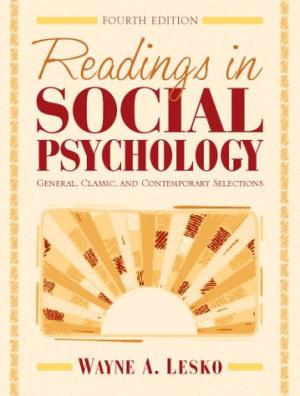 FOURTH EDITION
Readings in
SOCIAL
PSYCHOLOGY
GENERAL, CLASSIC, AND CONTEMPORARY SELECTIONS
WAYNE A. LESKO